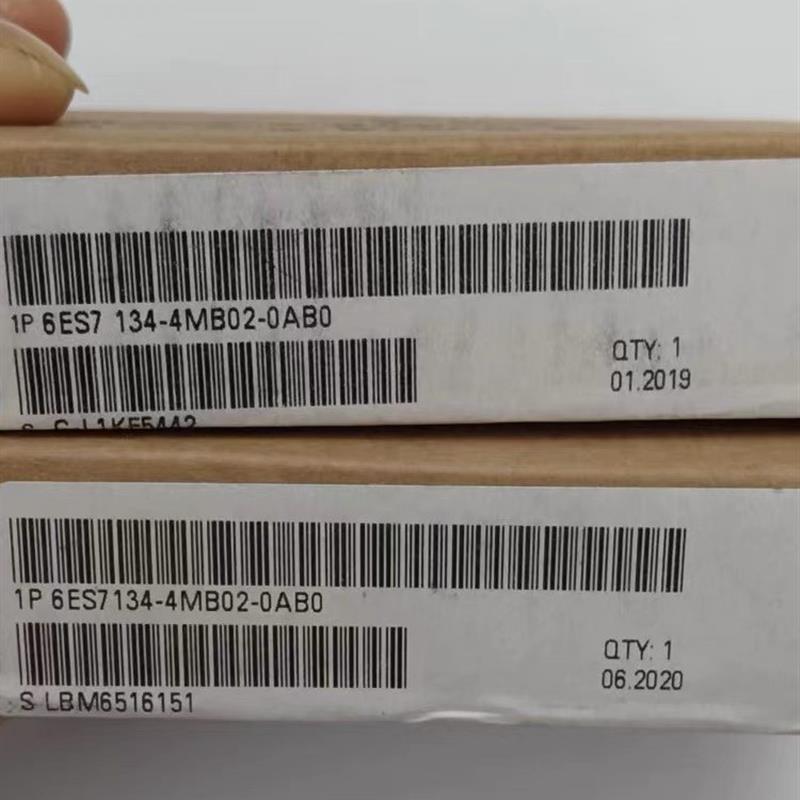 1P 6ES7 134-4MB02-0AB0
QTY: 1
01.2019
1P 6ES7134-4MB02-0AB0
QTY: 1
06.2020
S LBM6516151